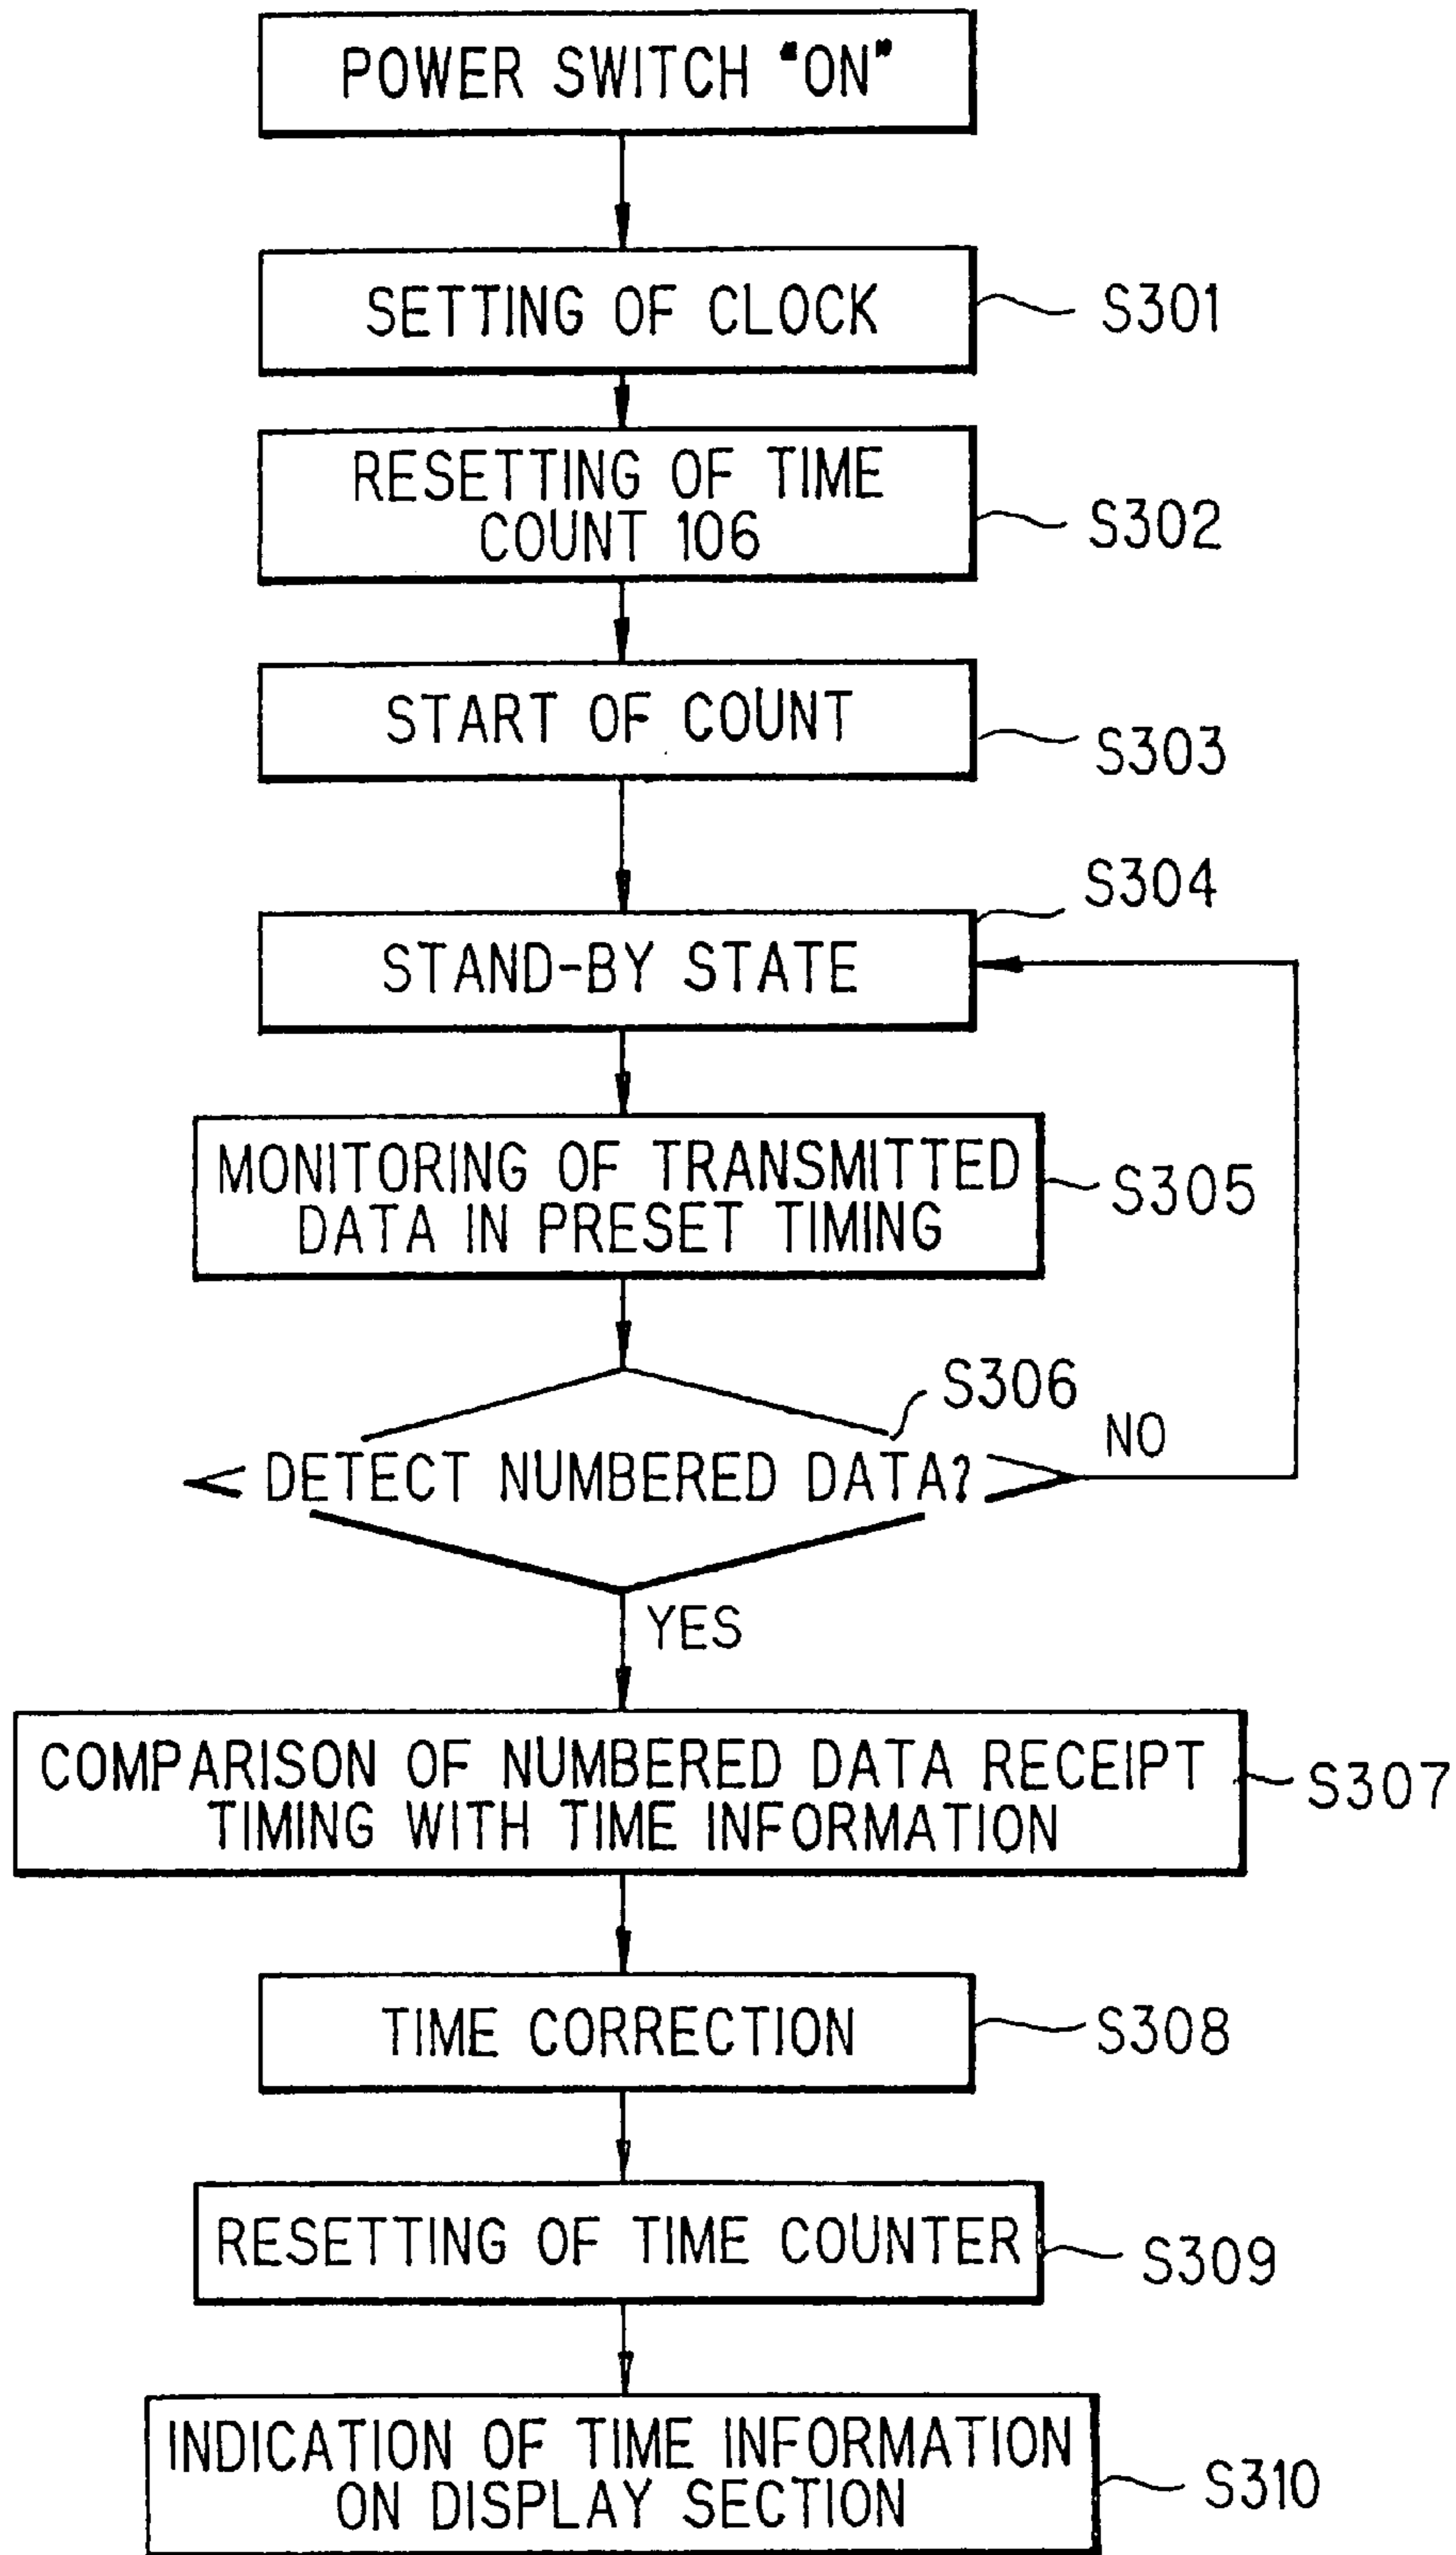 POWER SWITCH "ON"
SETTING OF CLOCK
S301
RESETTING OF TIME
COUNT 106
S302
START OF COUNT
S303
S304
STAND-BY STATE
MONITORING OF TRANSMITTED
DATA IN PRESET TIMING
S305
S306
DETECT NUMBERED DATA?
NO
YES
COMPARISON OF NUMBERED DATA RECEIPT
TIMING WITH TIME INFORMATION
S307
TIME CORRECTION
S308
RESETTING OF TIME COUNTER
S309
INDICATION OF TIME INFORMATION
ON DISPLAY SECTION
S310